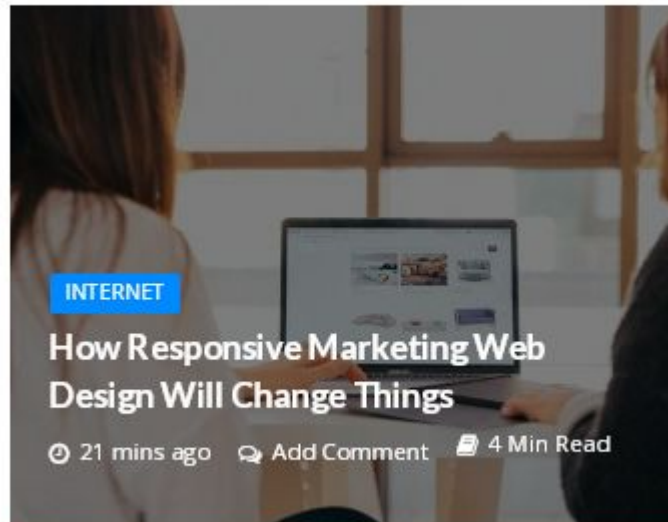 INTERNET
How Responsive Marketing Web
Design Will Change Things
21 mins ago Add Comment 4 Min Read